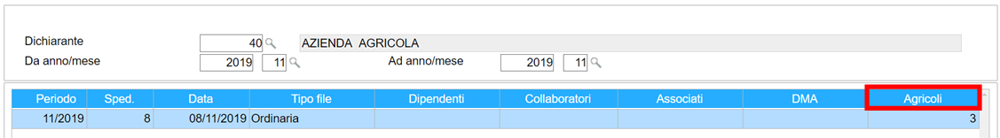 Dichiarante 40 AZIENDA AGRICOLA
Da anno/mese 2019 11 Ad anno/mese 2019 11
Periodo Sped. Data Tipo file Dipendenti Collaboratori Associati DMA Agricoli
11/2019 8 08/11/2019 Ordinaria 3